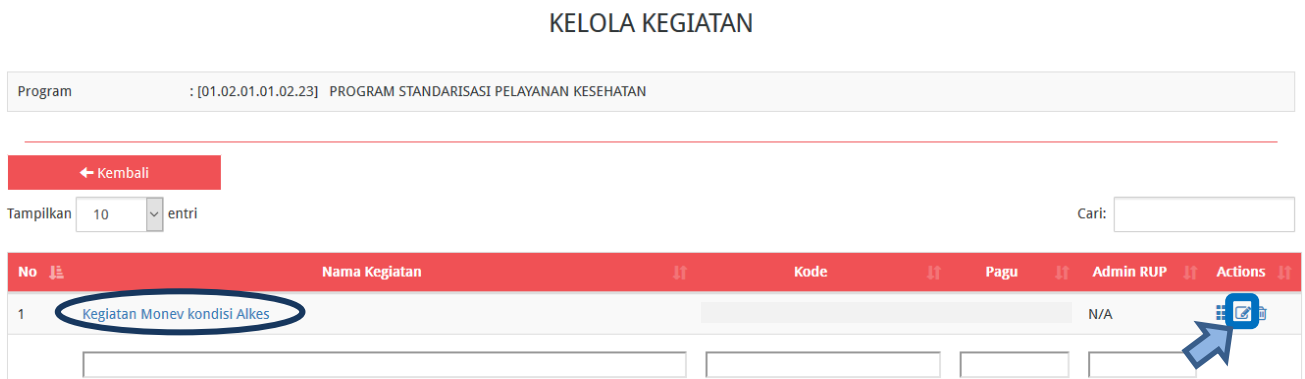 KELOLA KEGIATAN
Program : [01.02.01.01.02.23] PROGRAM STANDARISASI PELAYANAN KESEHATAN
Kembali
Tampilkan 10 entri Cari:
No Nama Kegiatan Kode Pagu Admin RUP Actions
1 Kegiatan Monev kondisi Alkes N/A